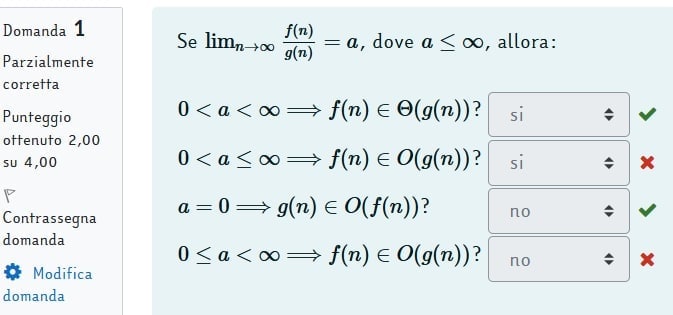 Domanda 1
Parzialmente
corretta
Punteggio
ottenuto 2,00
su 4,00
Contrassegna
domanda
Modifica
domanda
Se lim_{n→∞} f(n)/g(n) = a, dove a ≤ ∞, allora:
0 < a < ∞ ⟹ f(n) ∈ Θ(g(n))? si
0 < a ≤ ∞ ⟹ f(n) ∈ O(g(n))? si
a = 0 ⟹ g(n) ∈ O(f(n))? no
0 ≤ a < ∞ ⟹ f(n) ∈ O(g(n))? no